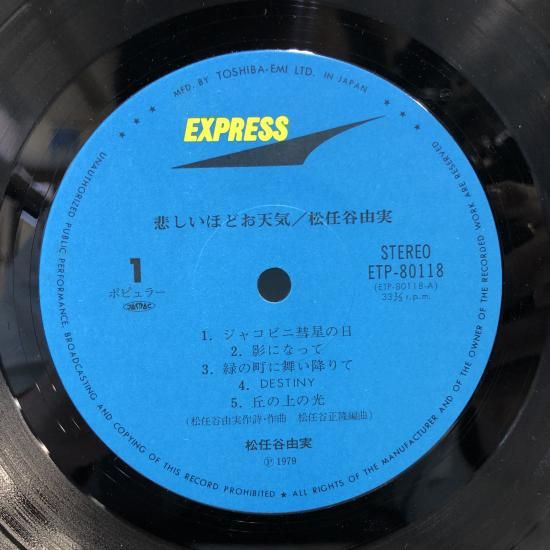 MFD. BY TOSHIBA-EMI LTD. IN JAPAN
EXPRESS
悲しいほどお天気/松任谷由実
1
ポピュラー
STEREO
ETP-80118
(ETP-80118-A)
33⅓ r.p.m.
1. ジャコビニ彗星の日
2. 影になって
3. 緑の町に舞い降りて
4. DESTINY
5. 丘の上の光
(松任谷由実作詩・作曲 松任谷正隆編曲)
松任谷由実
Ⓟ 1979
UNAUTHORIZED PUBLIC PERFORMANCE, BROADCASTING AND COPYING OF THIS RECORD PROHIBITED ★ ALL RIGHTS OF THE MANUFACTURER AND OF THE OWNER OF THE RECORDED WORK ARE RESERVED